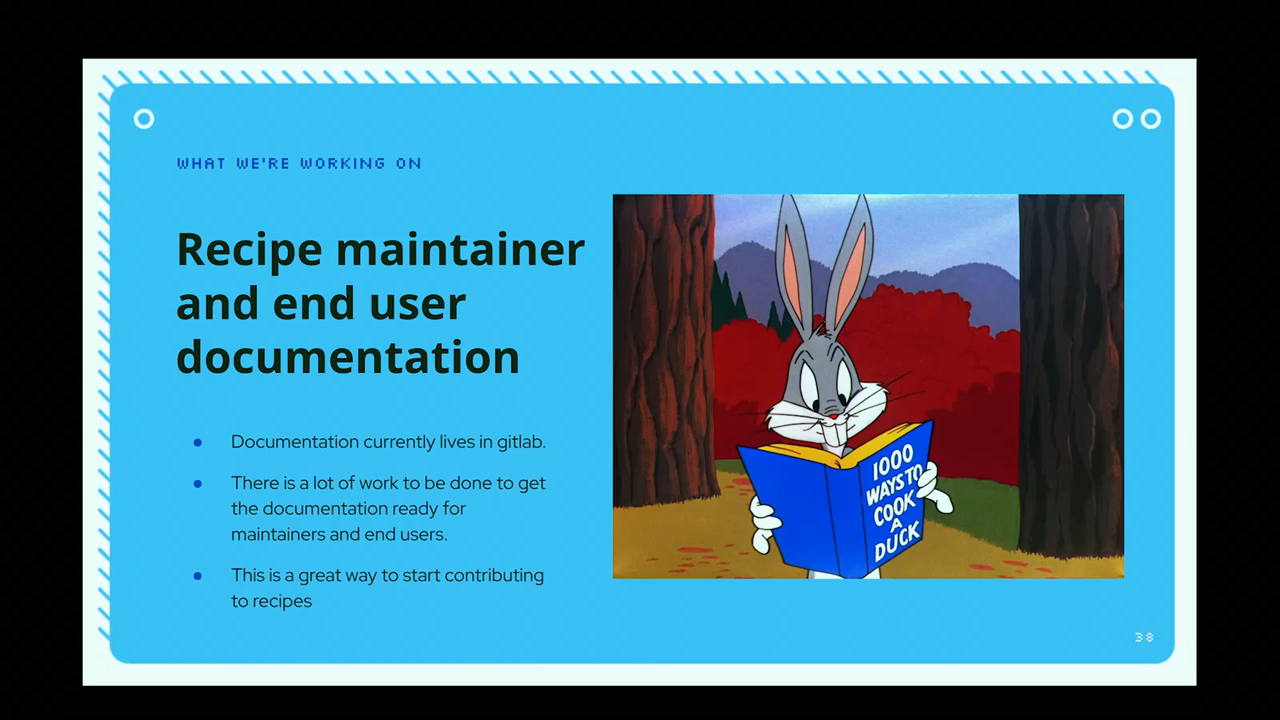 WHAT WE'RE WORKING ON
Recipe maintainer
and end user
documentation
Documentation currently lives in gitlab.
There is a lot of work to be done to get
the documentation ready for
maintainers and end users.
This is a great way to start contributing
to recipes
1000
WAYS TO
COOK
A
DUCK
38